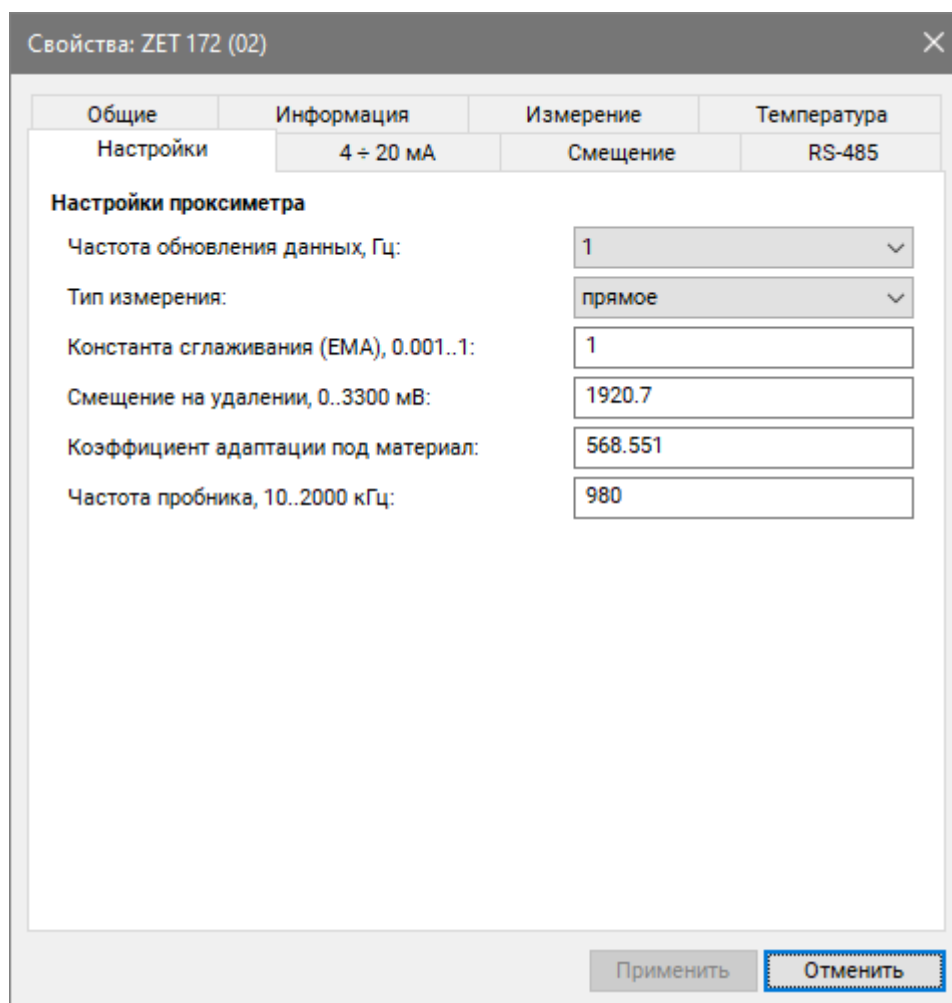 Свойства: ZET 172 (02)
Общие Информация Измерение Температура
Настройки 4 ÷ 20 мА Смещение RS-485
Настройки проксиметра
Частота обновления данных, Гц: 1
Тип измерения: прямое
Константа сглаживания (EMA), 0.001..1: 1
Смещение на удалении, 0..3300 мВ: 1920.7
Коэффициент адаптации под материал: 568.551
Частота пробника, 10..2000 кГц: 980
Применить Отменить